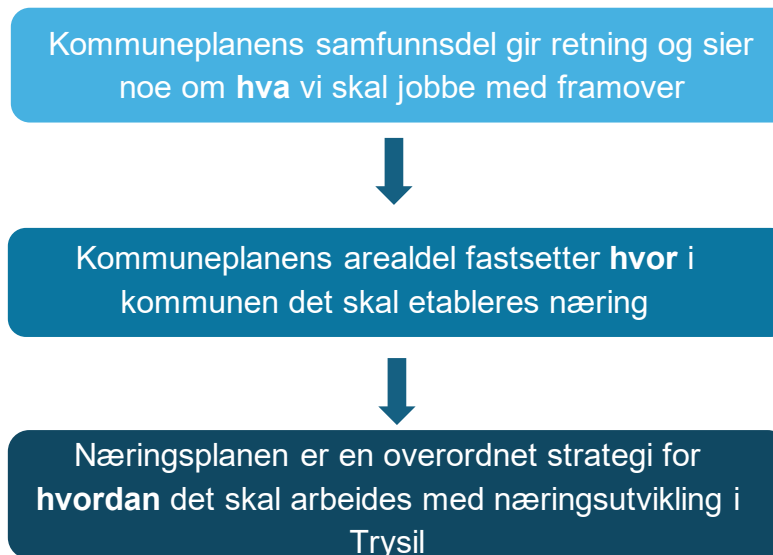 Kommuneplanens samfunnsdel gir retning og sier
noe om hva vi skal jobbe med framover
Kommuneplanens arealdel fastsetter hvor i
kommunen det skal etableres næring
Næringsplanen er en overordnet strategi for
hvordan det skal arbeides med næringsutvikling i
Trysil